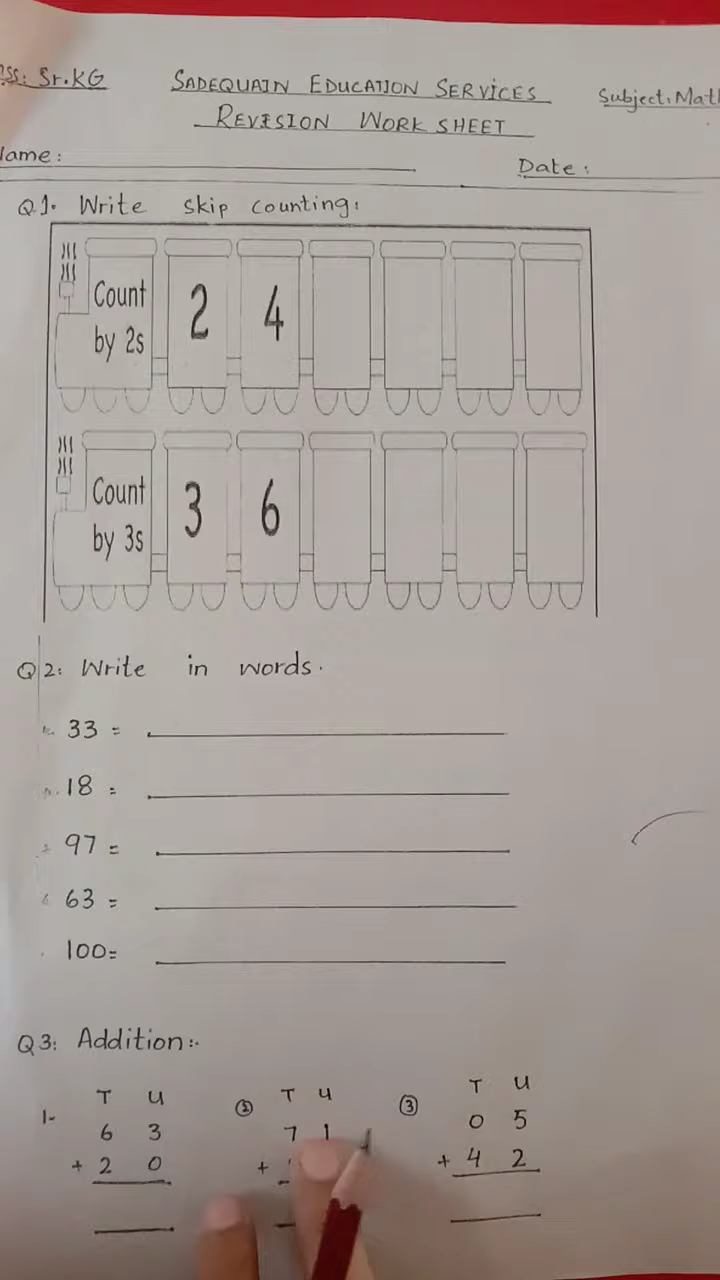 ss: Sr.KG SADEQUAIN EDUCATION SERVICES Subject: Mat
REVISION WORK SHEET
Name: Date:
Q1. Write skip counting:
Count by 2s 2 4
Count by 3s 3 6
Q2: Write in words.
33 =
18 =
97 =
63 =
100=
Q3: Addition:-
1- T U ② T U ③ T U
6 3 7 1 0 5
+ 2 0 + + 4 2